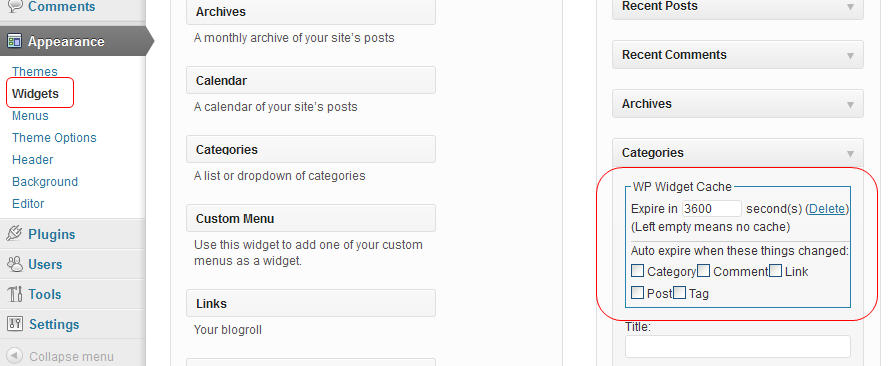 Comments
Appearance
Themes
Widgets
Menus
Theme Options
Header
Background
Editor
Plugins
Users
Tools
Settings
Collapse menu
Archives
A monthly archive of your site's posts
Calendar
A calendar of your site's posts
Categories
A list or dropdown of categories
Custom Menu
Use this widget to add one of your custom
menus as a widget.
Links
Your blogroll
Recent Posts
Recent Comments
Archives
Categories
WP Widget Cache
Expire in 3600 second(s) (Delete)
(Left empty means no cache)
Auto expire when these things changed:
Category Comment Link
Post Tag
Title: